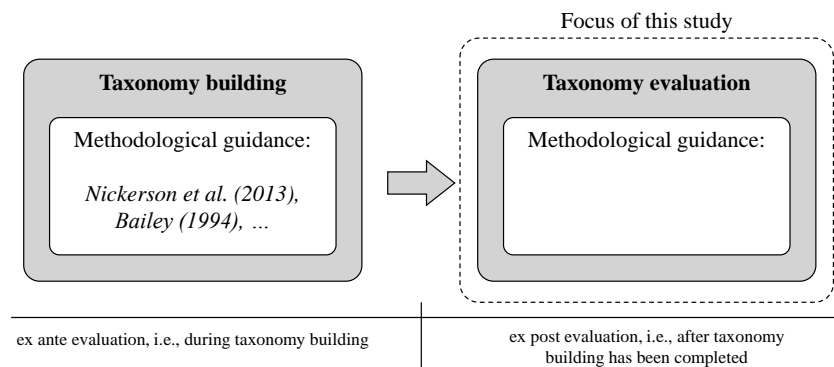 Focus of this study
Taxonomy building
Methodological guidance:
Nickerson et al. (2013),
Bailey (1994), …
Taxonomy evaluation
Methodological guidance:
ex ante evaluation, i.e., during taxonomy building
ex post evaluation, i.e., after taxonomy
building has been completed